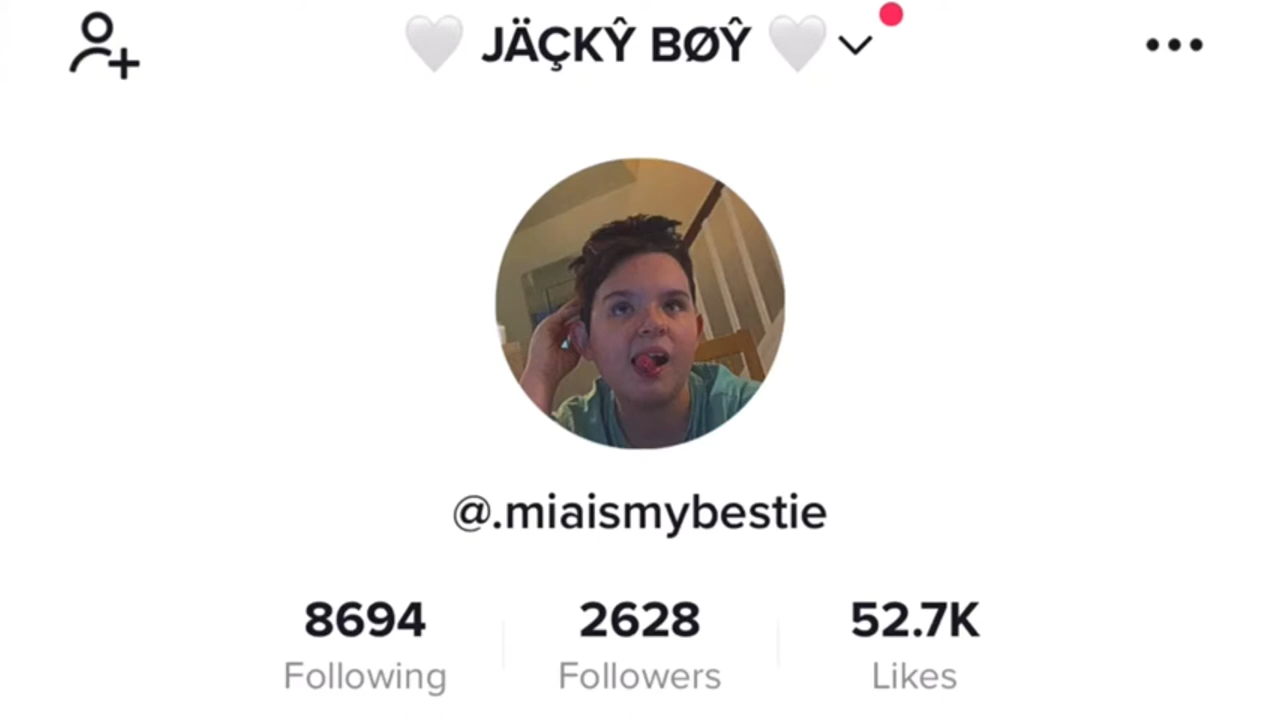 🤍 JÄÇKŶ BØŶ 🤍
@.miaismybestie
8694 2628 52.7K
Following Followers Likes